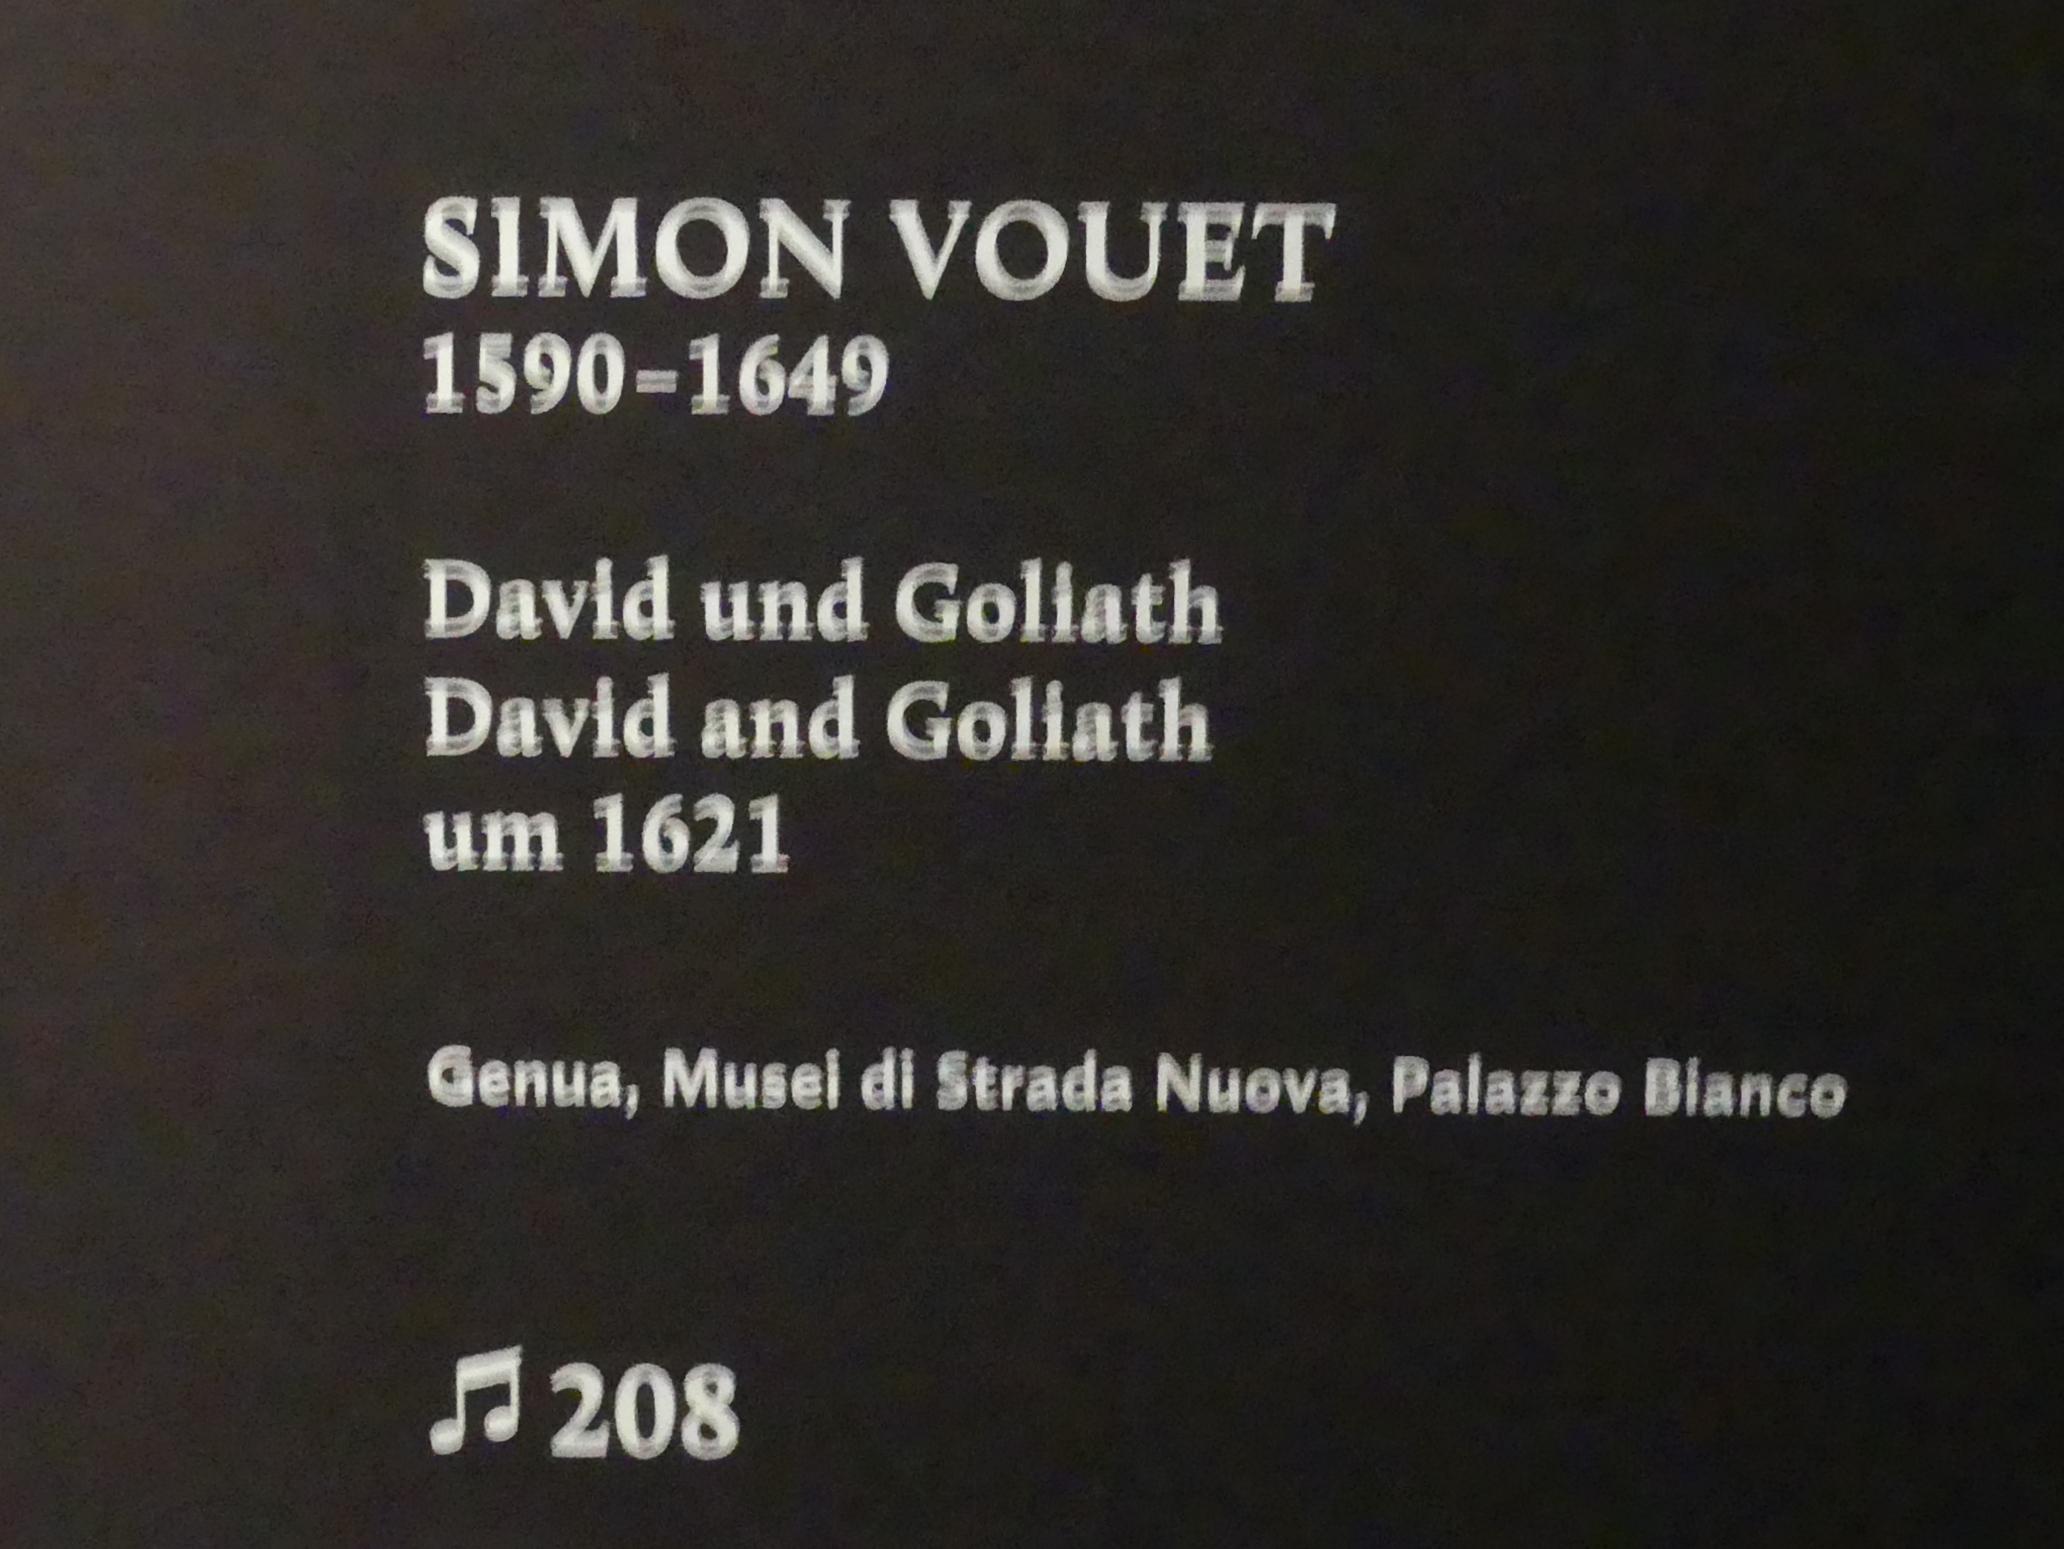 SIMON VOUET
1590–1649
David und Goliath
David and Goliath
um 1621
Genua, Musei di Strada Nuova, Palazzo Bianco
♫ 208